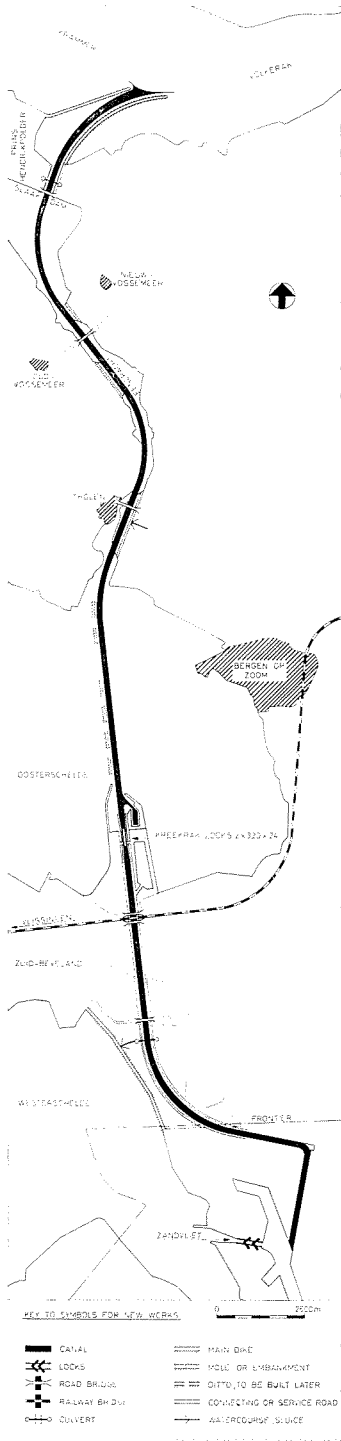 KRAMMER
VOLKERAK
PRINS
HENDRIKPOLDER
SLAAKDAM
NIEUW-
VOSSEMEER
OUD
VOSSEMEER
THOLEN
BERGEN OP
ZOOM
OOSTERSCHELDE
KREEKRAK LOCKS 2×320×24
VLISSINGEN
ZUID-BEVELAND
WESTERSCHELDE
FRONTIER
ZANDVLIET
KEY TO SYMBOLS FOR NEW WORKS
0 2500m
CANAL
LOCKS
ROAD BRIDGE
RAILWAY BRIDGE
CULVERT
MAIN DIKE
MOLE OR EMBANKMENT
DITTO, TO BE BUILT LATER
CONNECTING OR SERVICE ROAD
WATERCOURSE, SLUICE